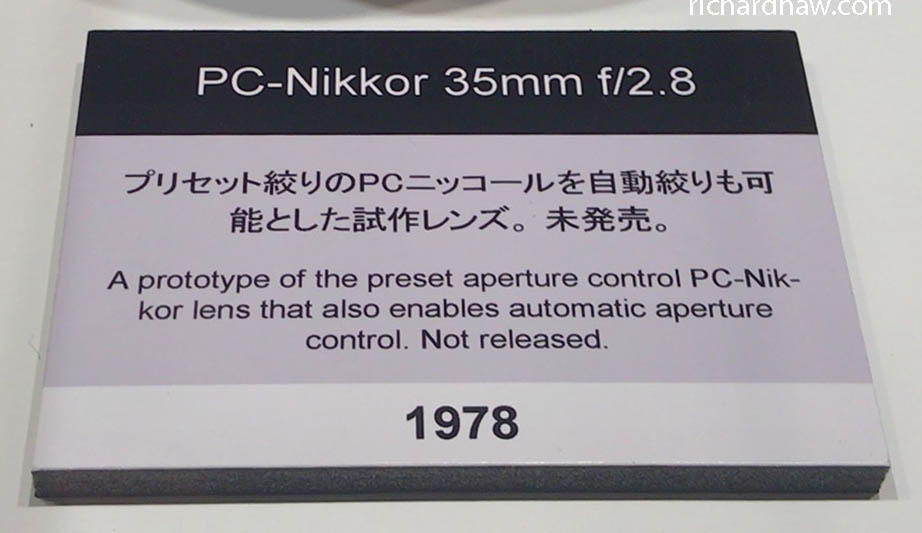 richardhaw.com
PC-Nikkor 35mm f/2.8
プリセット絞りのPCニッコールを自動絞りも可
能とした試作レンズ。未発売。
A prototype of the preset aperture control PC-Nik-
kor lens that also enables automatic aperture
control. Not released.
1978